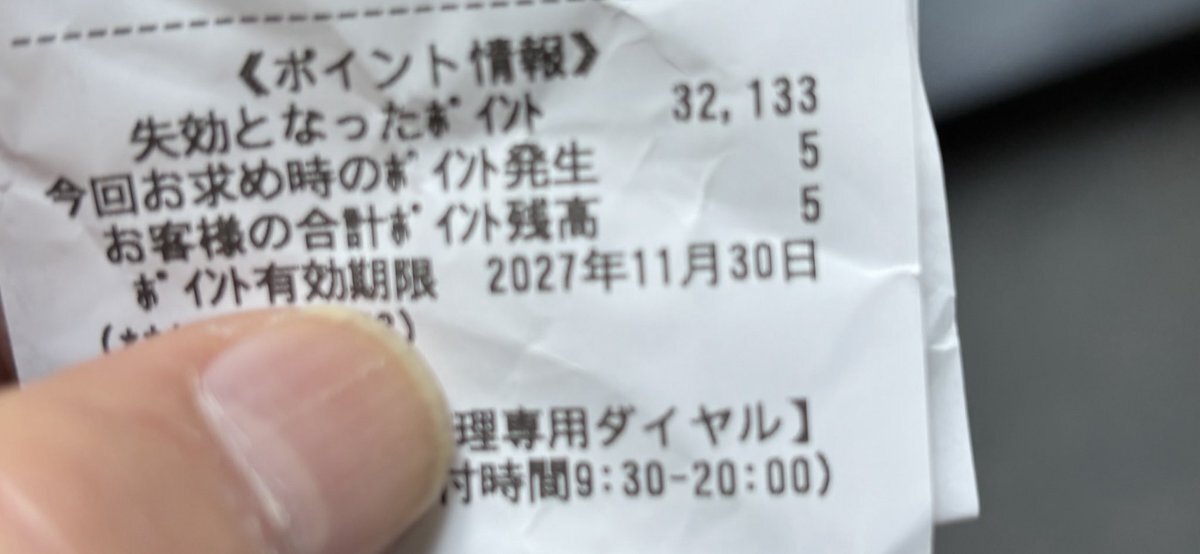 《ポイント情報》
失効となったﾎﾟｲﾝﾄ 32,133
今回お求め時のﾎﾟｲﾝﾄ発生 5
お客様の合計ﾎﾟｲﾝﾄ残高 5
ﾎﾟｲﾝﾄ有効期限 2027年11月30日
理専用ダイヤル】
付時間9:30-20:00)